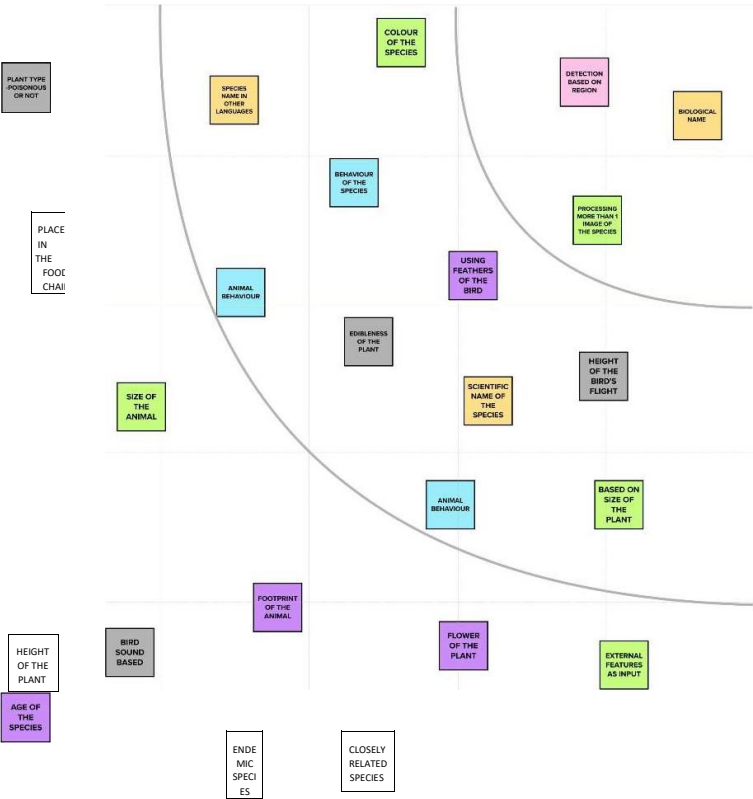 COLOUR
OF THE
SPECIES
PLANT TYPE
-POISONOUS
OR NOT
SPECIES
NAME IN
OTHER
LANGUAGES
DETECTION
BASED ON
REGION
BIOLOGICAL
NAME
BEHAVIOUR
OF THE
SPECIES
PLACE
IN
THE
FOOD
CHAI
PROCESSING
MORE THAN 1
IMAGE OF
THE SPECIES
USING
FEATHERS
OF THE
BIRD
ANIMAL
BEHAVIOUR
EDIBLENESS
OF THE
PLANT
HEIGHT
OF THE
BIRD'S
FLIGHT
SIZE OF
THE
ANIMAL
SCIENTIFIC
NAME OF
THE
SPECIES
ANIMAL
BEHAVIOUR
BASED ON
SIZE OF
THE
PLANT
FOOTPRINT
OF THE
ANIMAL
BIRD
SOUND
BASED
FLOWER
OF THE
PLANT
EXTERNAL
FEATURES
AS INPUT
HEIGHT
OF THE
PLANT
AGE OF
THE
SPECIES
ENDE
MIC
SPECI
ES
CLOSELY
RELATED
SPECIES